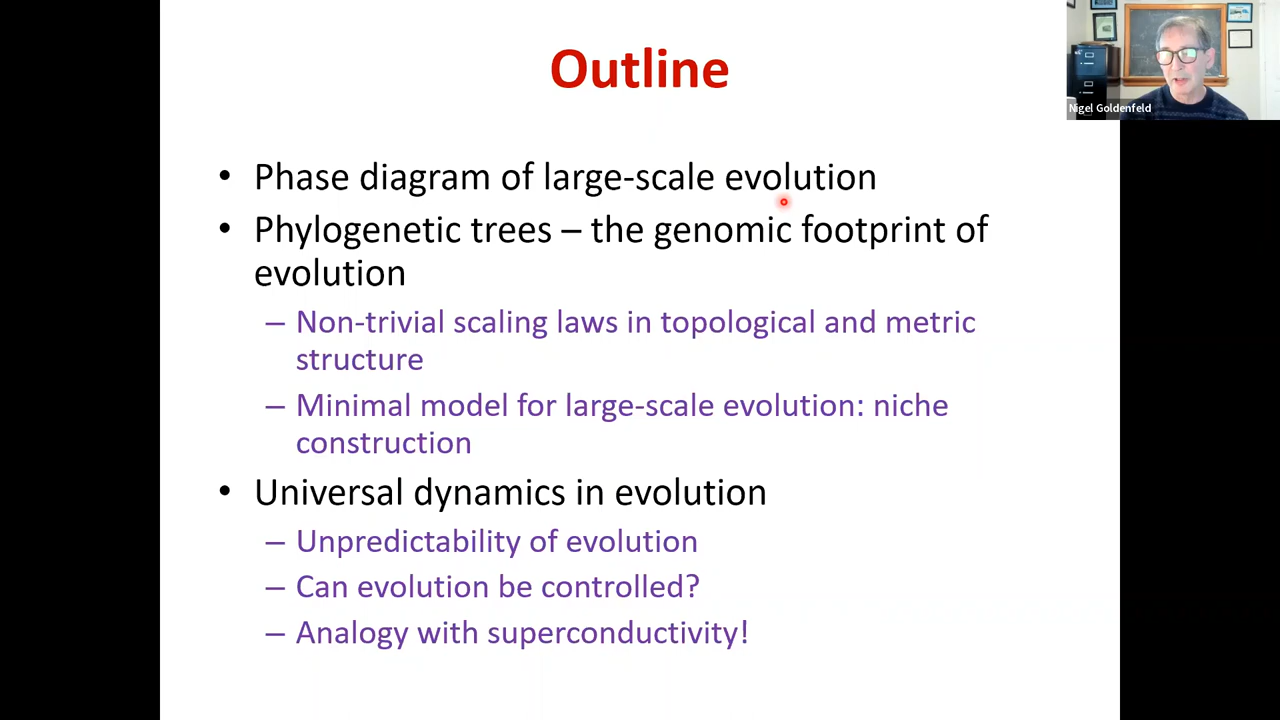 Outline
Nigel Goldenfeld
• Phase diagram of large-scale evolution
• Phylogenetic trees – the genomic footprint of
evolution
– Non-trivial scaling laws in topological and metric
structure
– Minimal model for large-scale evolution: niche
construction
• Universal dynamics in evolution
– Unpredictability of evolution
– Can evolution be controlled?
– Analogy with superconductivity!